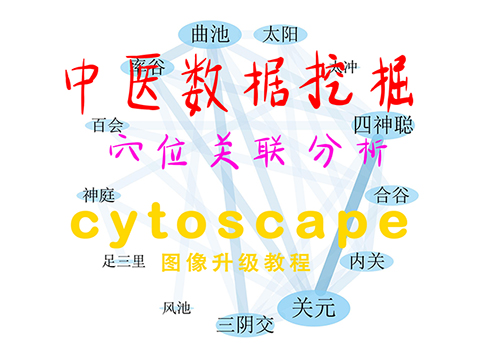 曲池
太阳
率谷
太冲
中医数据挖掘
百会
四神聪
穴位关联分析
神庭
合谷
cytoscape
足三里
图像升级教程
内关
风池
三阴交
关元